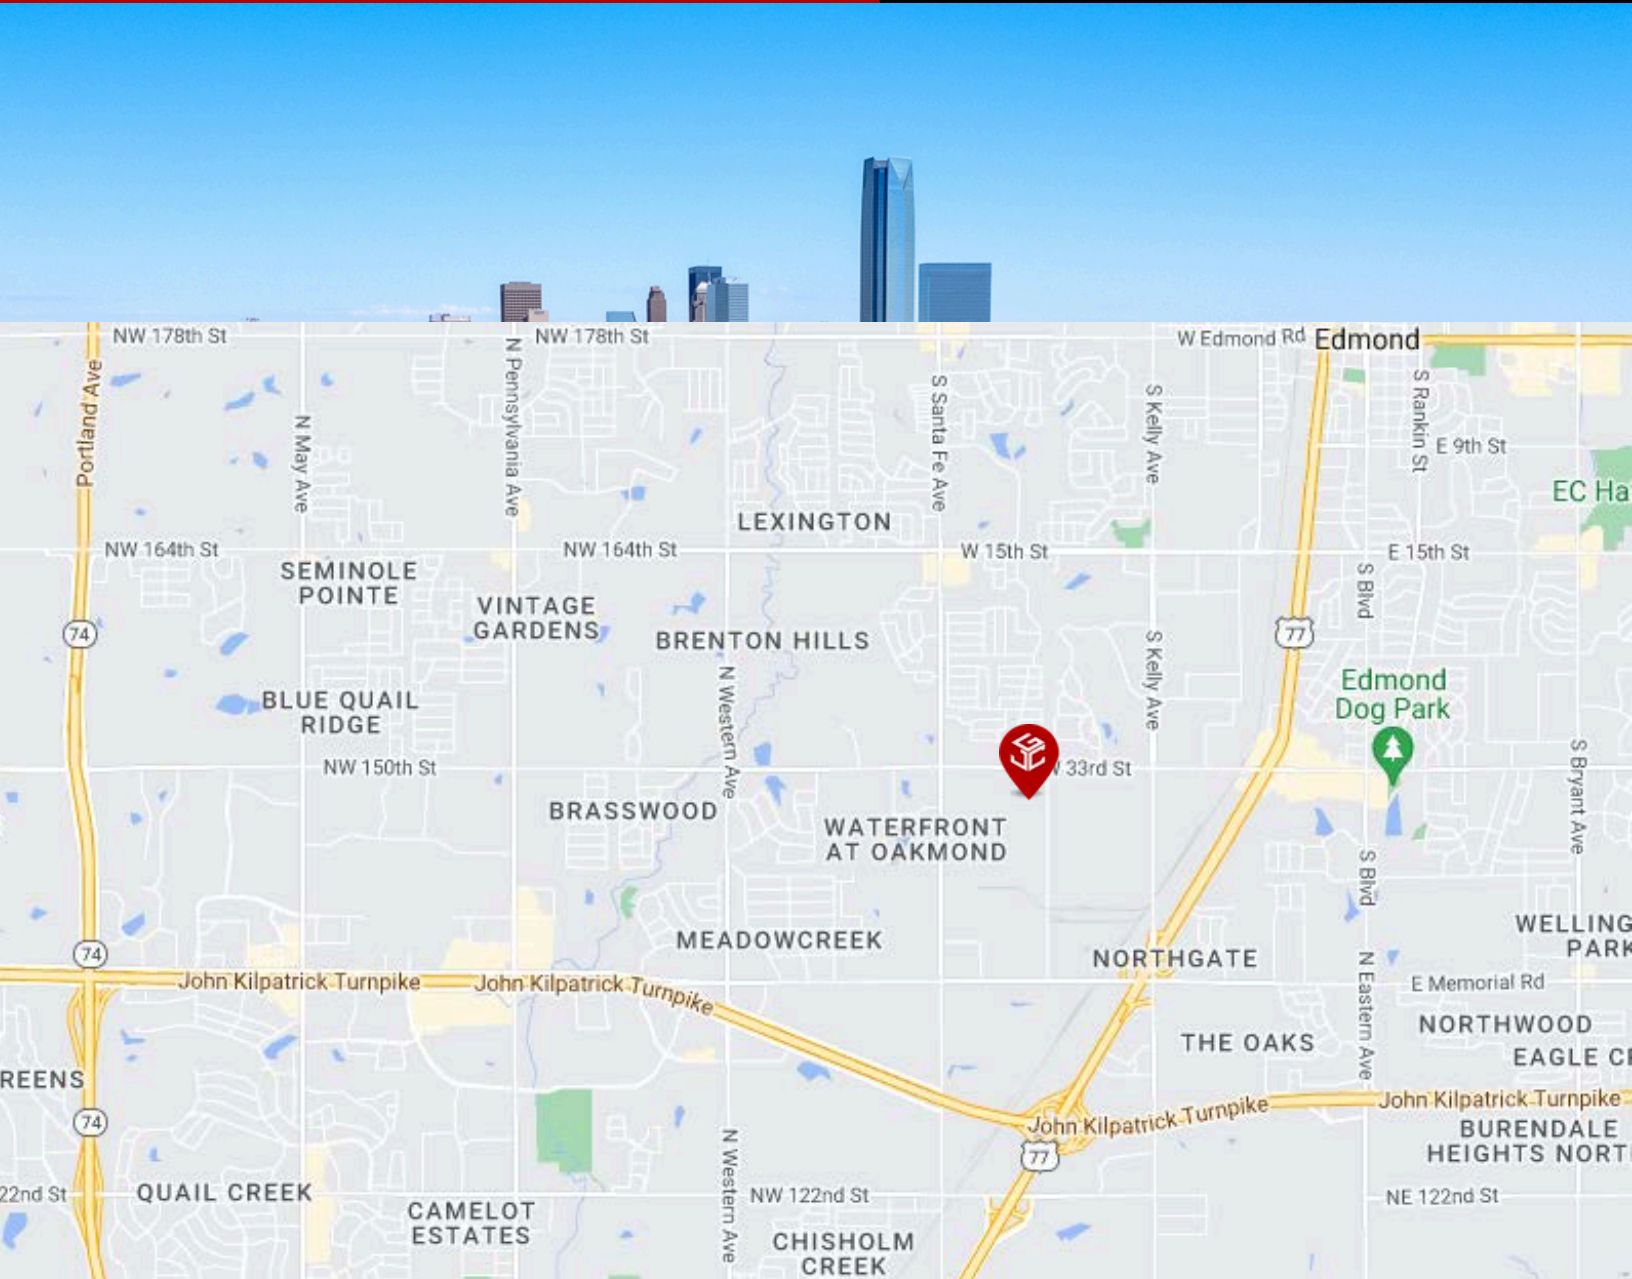 NW 178th St
NW 178th St
W Edmond Rd
Edmond
Portland Ave
N May Ave
N Pennsylvania Ave
S Santa Fe Ave
S Kelly Ave
S Rankin St
E 9th St
EC Ha
LEXINGTON
NW 164th St
NW 164th St
W 15th St
E 15th St
SEMINOLE
POINTE
S Blvd
VINTAGE
GARDENS
74
77
BRENTON HILLS
S Kelly Ave
Edmond
Dog Park
BLUE QUAIL
RIDGE
N Western Ave
NW 150th St
33rd St
S Bryant Ave
BRASSWOOD
WATERFRONT
AT OAKMOND
S Blvd
WELLING
PARK
MEADOWCREEK
NORTHGATE
74
John Kilpatrick Turnpike
John Kilpatrick Turnpike
N Eastern Ave
E Memorial Rd
NORTHWOOD
THE OAKS
EAGLE CR
REENS
John Kilpatrick Turnpike
John Kilpatrick Turnpike
74
77
BURENDALE
HEIGHTS NORT
N Western Ave
22nd St
QUAIL CREEK
NW 122nd St
NE 122nd St
CAMELOT
ESTATES
CHISHOLM
CREEK